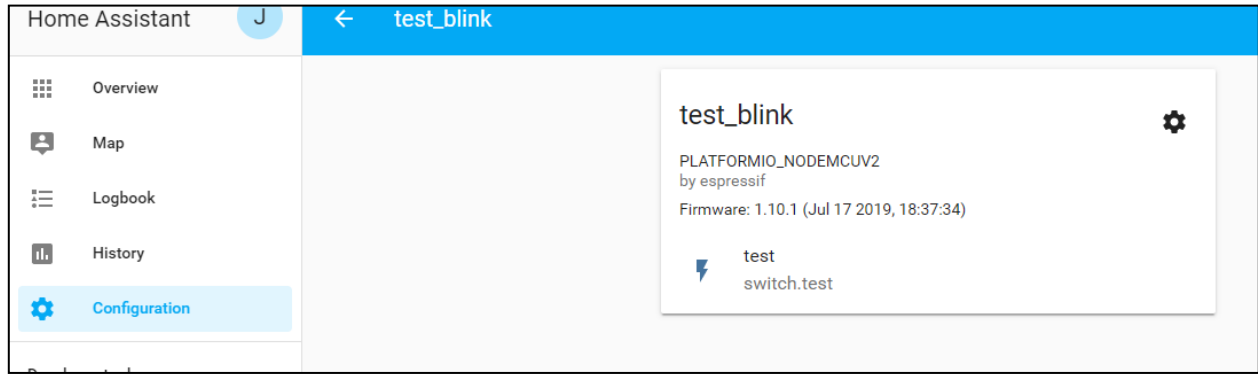 Home Assistant
J
test_blink
Overview
Map
Logbook
History
Configuration
test_blink
PLATFORMIO_NODEMCUV2
by espressif
Firmware: 1.10.1 (Jul 17 2019, 18:37:34)
test
switch.test